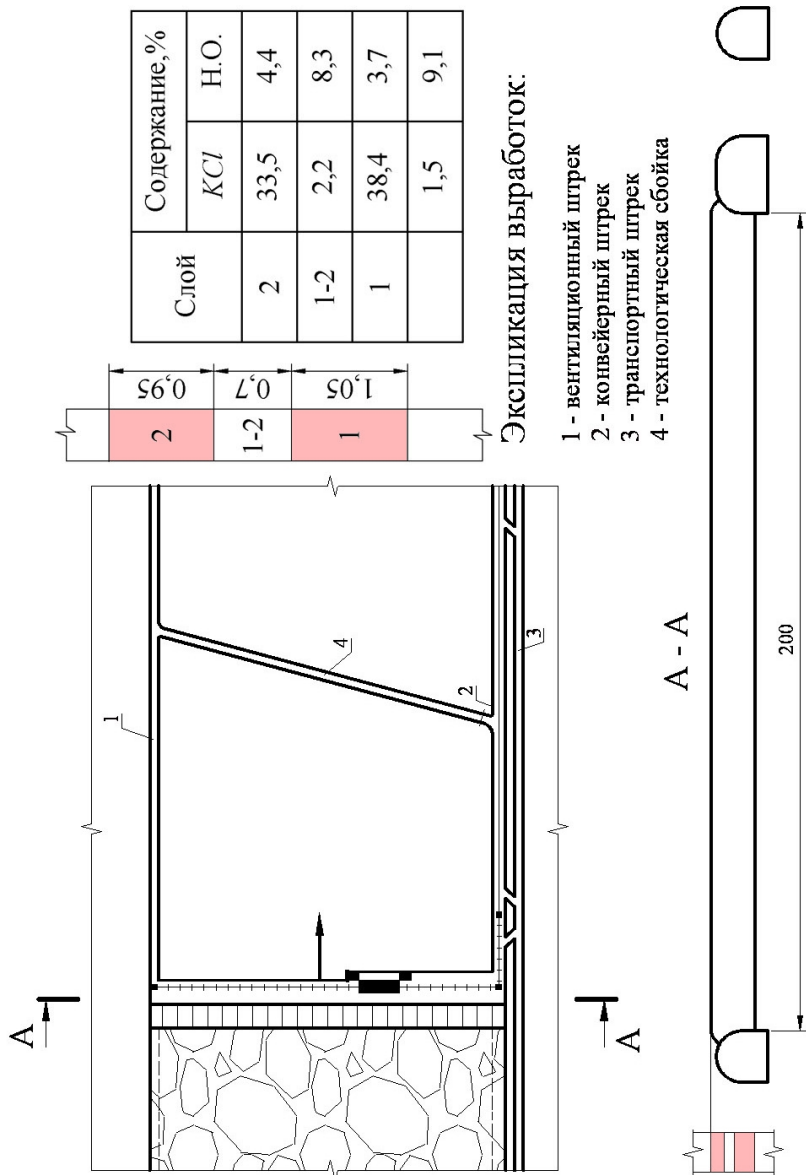 А
А
1
2
3
4
2
1-2
1
0,95
0,7
1,05
Слой Содержание,%
KCl Н.О.
2 33,5 4,4
1-2 2,2 8,3
1 38,4 3,7
1,5 9,1
Экспликация выработок:
1 - вентиляционный штрек
2 - конвейерный штрек
3 - транспортный штрек
4 - технологическая сбойка
А - А
200